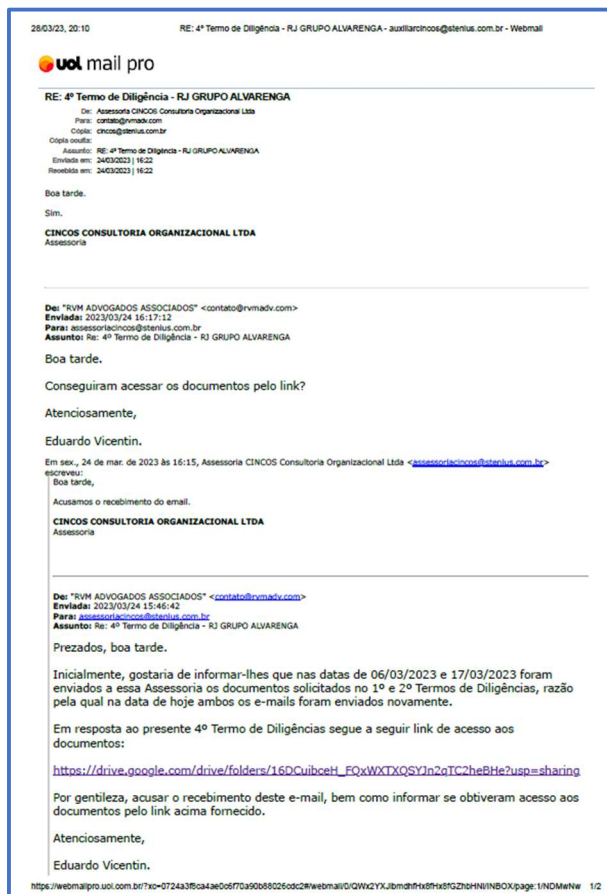 28/03/23, 20:10 RE: 4º Termo de Diligência - RJ GRUPO ALVARENGA - auxiliarcincos@stenius.com.br - Webmail
uol mail pro
RE: 4º Termo de Diligência - RJ GRUPO ALVARENGA
De: Assessoria CINCOS Consultoria Organizacional Ltda
Para: contato@rvmadv.com
Cópia: cincos@stenius.com.br
Cópia oculta:
Assunto: RE: 4º Termo de Diligência - RJ GRUPO ALVARENGA
Enviada em: 24/03/2023 | 16:22
Recebida em: 24/03/2023 | 16:22
Boa tarde.
Sim.
CINCOS CONSULTORIA ORGANIZACIONAL LTDA
Assessoria
De: "RVM ADVOGADOS ASSOCIADOS" <contato@rvmadv.com>
Enviada: 2023/03/24 16:17:12
Para: assessoriacincos@stenius.com.br
Assunto: Re: 4º Termo de Diligência - RJ GRUPO ALVARENGA
Boa tarde.
Conseguiram acessar os documentos pelo link?
Atenciosamente,
Eduardo Vicentin.
Em sex., 24 de mar. de 2023 às 16:15, Assessoria CINCOS Consultoria Organizacional Ltda <assessoriacincos@stenius.com.br>
escreveu:
Boa tarde,
Acusamos o recebimento do email.
CINCOS CONSULTORIA ORGANIZACIONAL LTDA
Assessoria
De: "RVM ADVOGADOS ASSOCIADOS" <contato@rvmadv.com>
Enviada: 2023/03/24 15:46:42
Para: assessoriacincos@stenius.com.br
Assunto: Re: 4º Termo de Diligência - RJ GRUPO ALVARENGA
Prezados, boa tarde.
Inicialmente, gostaria de informar-lhes que nas datas de 06/03/2023 e 17/03/2023 foram
enviados a essa Assessoria os documentos solicitados no 1º e 2º Termos de Diligências, razão
pela qual na data de hoje ambos os e-mails foram enviados novamente.
Em resposta ao presente 4º Termo de Diligências segue a seguir link de acesso aos
documentos:
https://drive.google.com/drive/folders/16DCuibceH_FQxWXTXQSYJn2qTC2heBHe?usp=sharing
Por gentileza, acusar o recebimento deste e-mail, bem como informar se obtiveram acesso aos
documentos pelo link acima fornecido.
Atenciosamente,
Eduardo Vicentin.
1/2